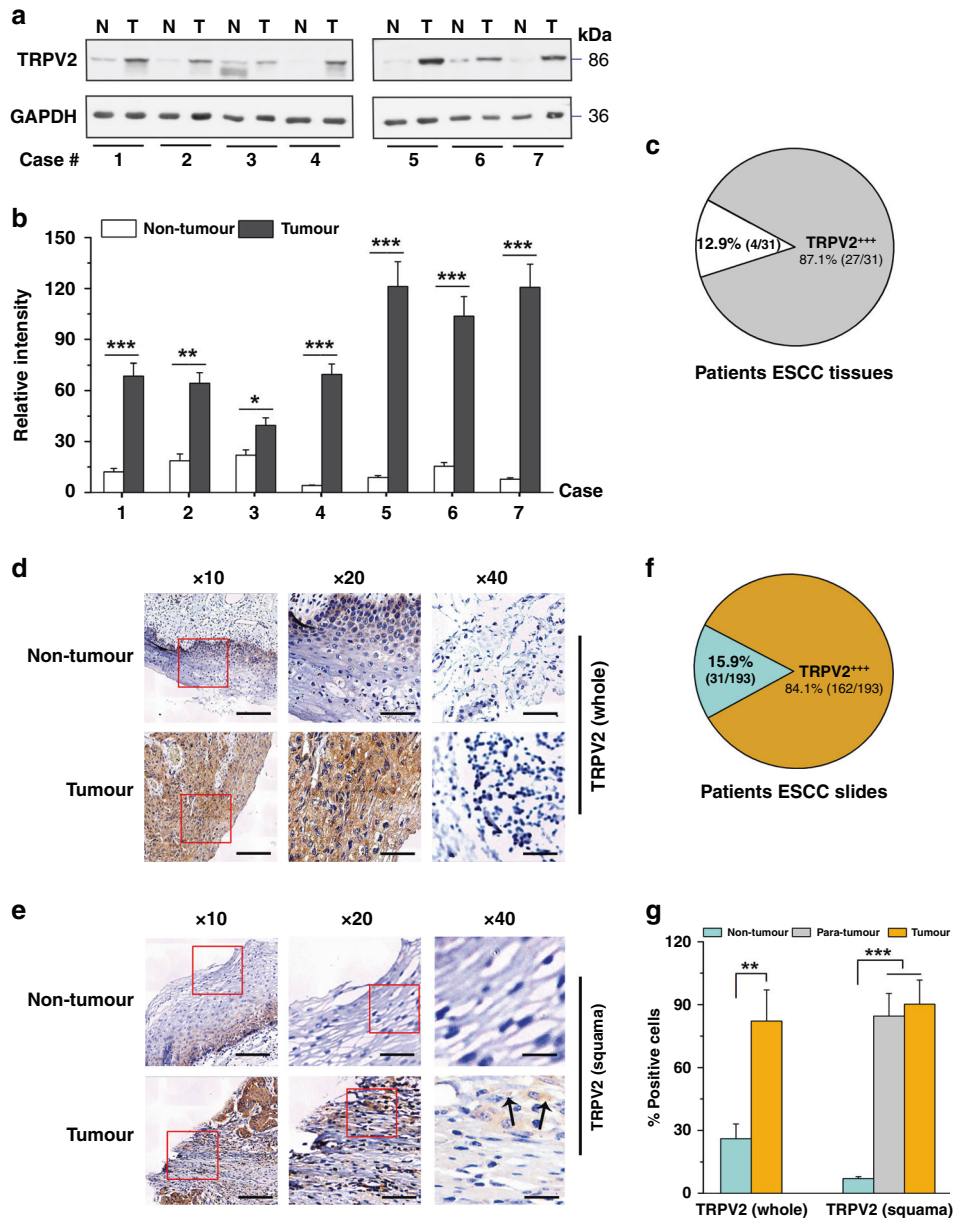 a
N T N T N T N T N T N T N T kDa
TRPV2 86
GAPDH 36
Case # 1 2 3 4 5 6 7
b
Non-tumour Tumour
Relative intensity
150
120
90
60
30
0
*** ** * *** *** *** ***
1 2 3 4 5 6 7 Case
c
12.9% (4/31)
TRPV2+++
87.1% (27/31)
Patients ESCC tissues
d
×10 ×20 ×40
Non-tumour
Tumour
TRPV2 (whole)
e
×10 ×20 ×40
Non-tumour
Tumour
TRPV2 (squama)
f
15.9%
(31/193)
TRPV2+++
84.1% (162/193)
Patients ESCC slides
g
Non-tumour Para-tumour Tumour
% Positive cells
120
90
60
30
0
** ***
TRPV2 (whole) TRPV2 (squama)